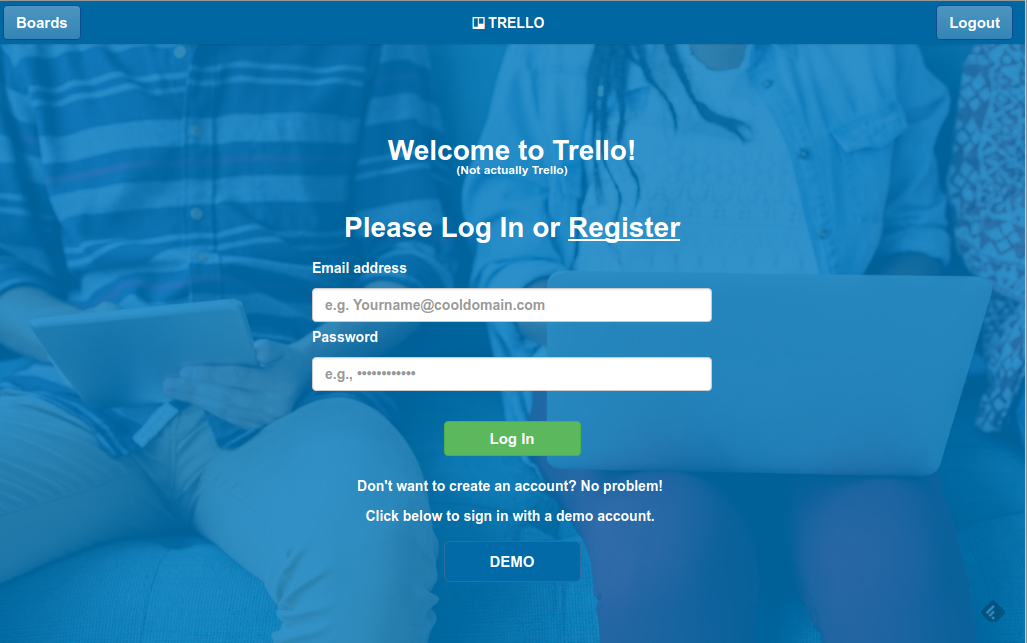 Boards
TRELLO
Logout
Welcome to Trello!
(Not actually Trello)
Please Log In or Register
Email address
e.g. Yourname@cooldomain.com
Password
e.g., ••••••••••••
Log In
Don't want to create an account? No problem!
Click below to sign in with a demo account.
DEMO